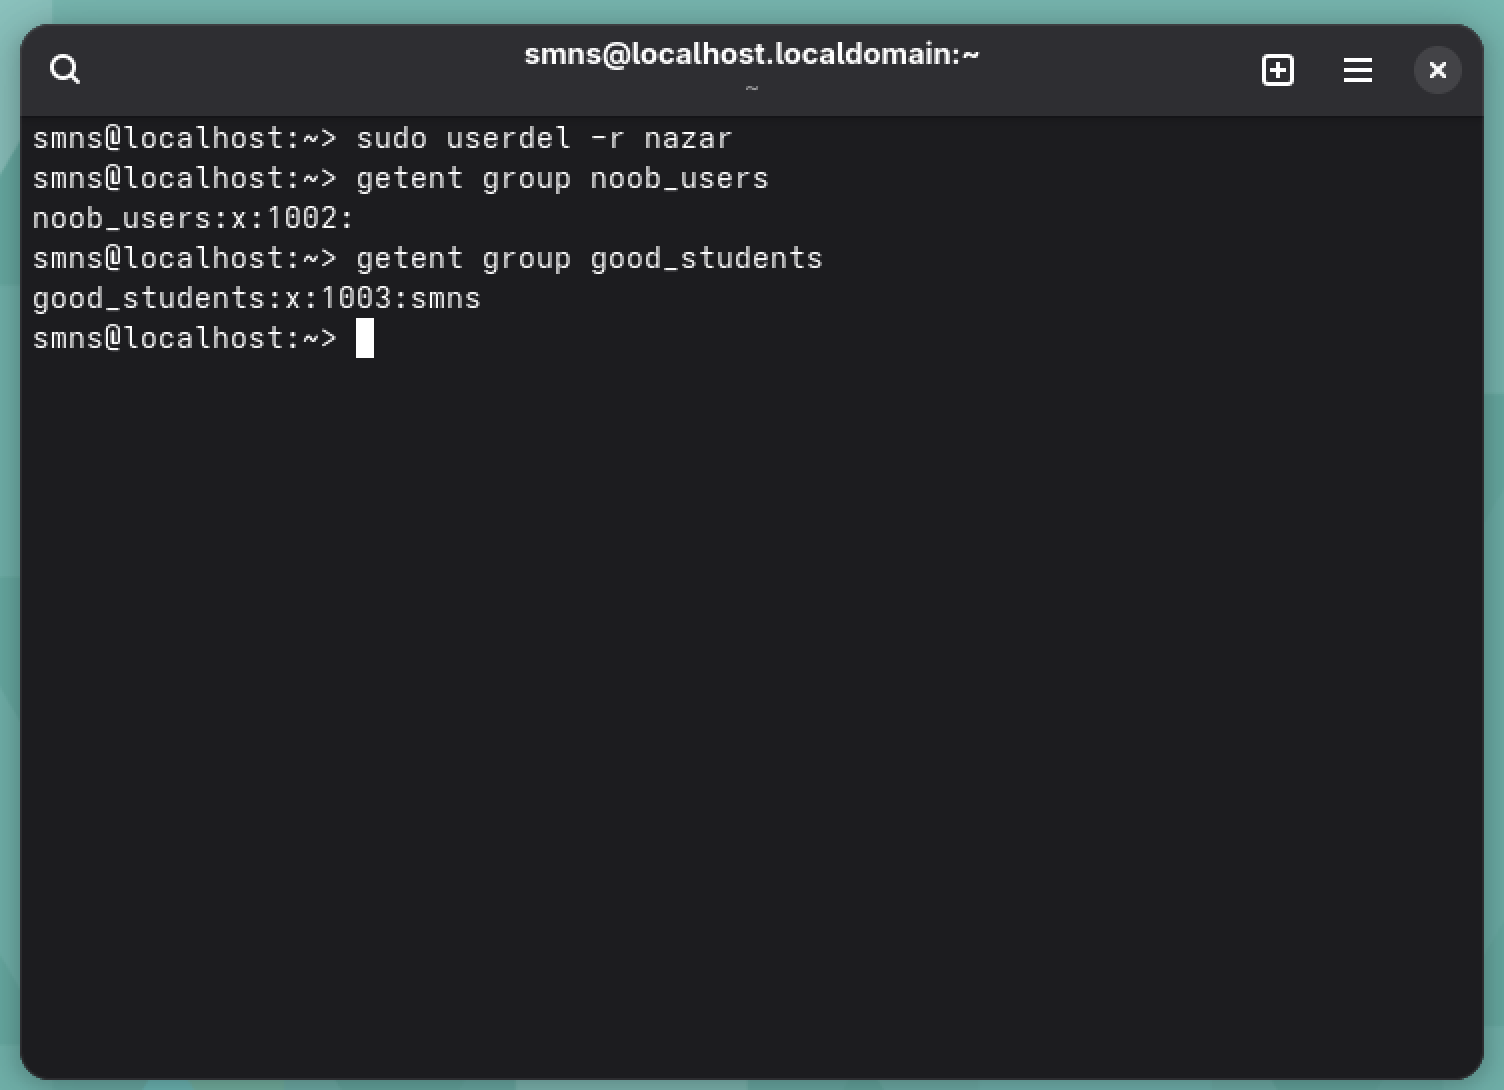 smns@localhost.localdomain:~
~
smns@localhost:~> sudo userdel -r nazar
smns@localhost:~> getent group noob_users
noob_users:x:1002:
smns@localhost:~> getent group good_students
good_students:x:1003:smns
smns@localhost:~>